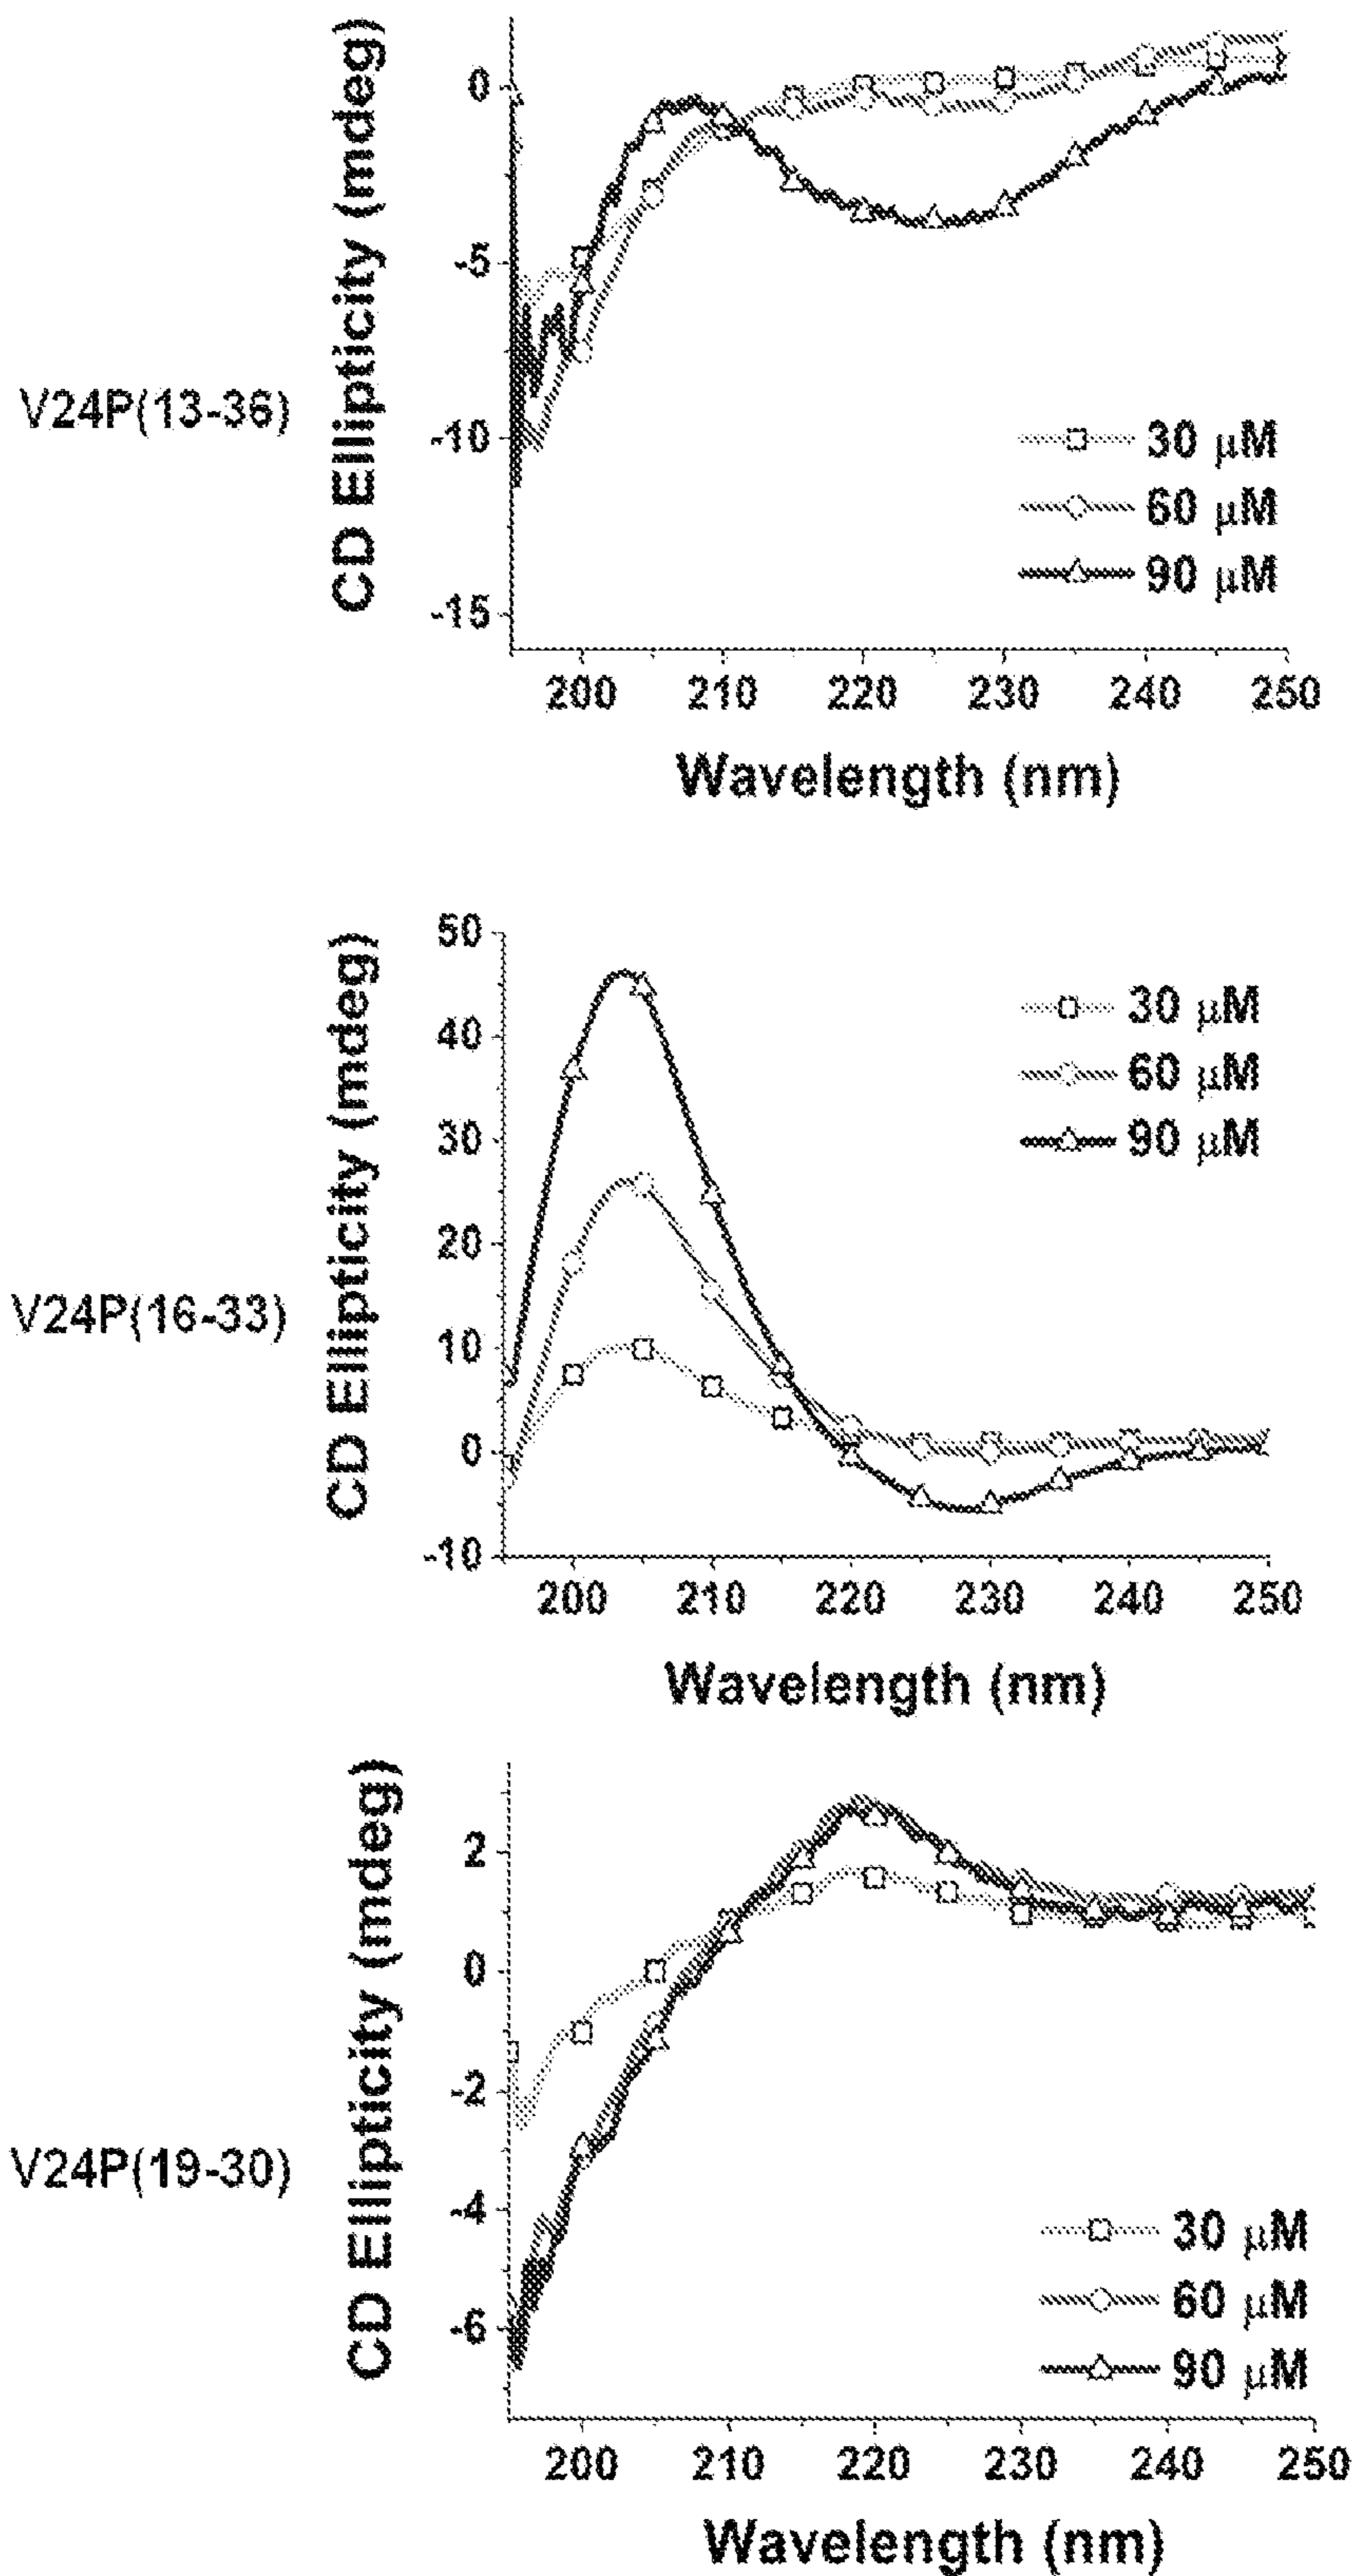 V24P(13-36)
CD Ellipticity (mdeg)
0
-5
-10
-15
30 μM
60 μM
90 μM
200 210 220 230 240 250
Wavelength (nm)
V24P(16-33)
CD Ellipticity (mdeg)
50
40
30
20
10
0
-10
30 μM
60 μM
90 μM
200 210 220 230 240 250
Wavelength (nm)
V24P(19-30)
CD Ellipticity (mdeg)
2
0
-2
-4
-6
30 μM
60 μM
90 μM
200 210 220 230 240 250
Wavelength (nm)